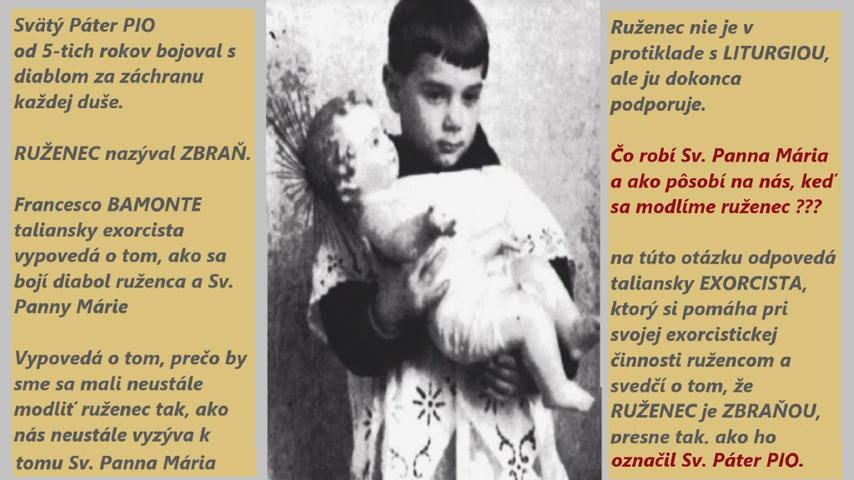 Svätý Páter PIO
od 5-tich rokov bojoval s
diablom za záchranu
každej duše.
RUŽENEC nazýval ZBRAŇ.
Francesco BAMONTE
taliansky exorcista
vypovedá o tom, ako sa
bojí diabol ruženca a Sv.
Panny Márie
Vypovedá o tom, prečo by
sme sa mali neustále
modliť ruženec tak, ako
nás neustále vyzýva k
tomu Sv. Panna Mária
Ruženec nie je v
protiklade s LITURGIOU,
ale ju dokonca
podporuje.
Čo robí Sv. Panna Mária
a ako pôsobí na nás, keď
sa modlíme ruženec ???
na túto otázku odpovedá
taliansky EXORCISTA,
ktorý si pomáha pri
svojej exorcistickej
činnosti ružencom a
svedčí o tom, že
RUŽENEC je ZBRAŇOU,
presne tak, ako ho
označil Sv. Páter PIO.